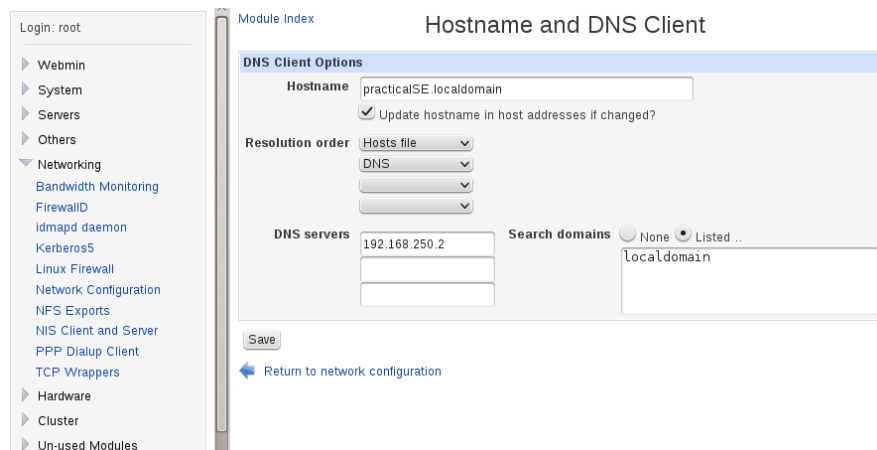 Login: root
Webmin
System
Servers
Others
Networking
Bandwidth Monitoring
FirewallD
idmapd daemon
Kerberos5
Linux Firewall
Network Configuration
NFS Exports
NIS Client and Server
PPP Dialup Client
TCP Wrappers
Hardware
Cluster
Un-used Modules
Module Index
Hostname and DNS Client
DNS Client Options
Hostname practicalSE.localdomain
Update hostname in host addresses if changed?
Resolution order Hosts file
DNS
DNS servers 192.168.250.2 Search domains None Listed ..
localdomain
Save
Return to network configuration